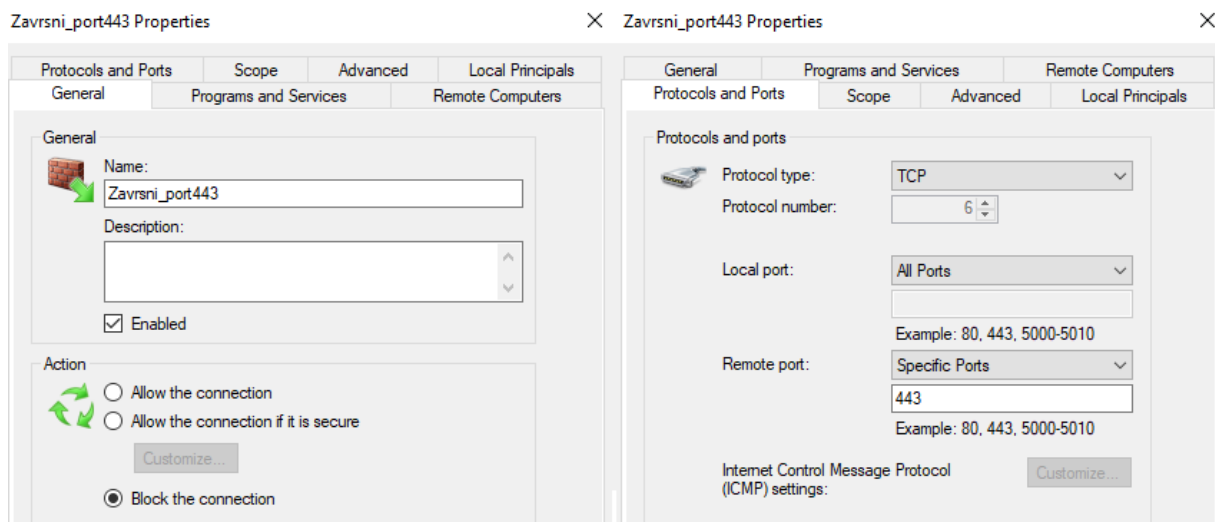 Zavrsni_port443 Properties
Protocols and Ports Scope Advanced Local Principals
General Programs and Services Remote Computers
General
Name:
Zavrsni_port443
Description:
Enabled
Action
Allow the connection
Allow the connection if it is secure
Customize...
Block the connection
Zavrsni_port443 Properties
General Programs and Services Remote Computers
Protocols and Ports Scope Advanced Local Principals
Protocols and ports
Protocol type: TCP
Protocol number: 6
Local port: All Ports
Example: 80, 443, 5000-5010
Remote port: Specific Ports
443
Example: 80, 443, 5000-5010
Internet Control Message Protocol Customize...
(ICMP) settings: